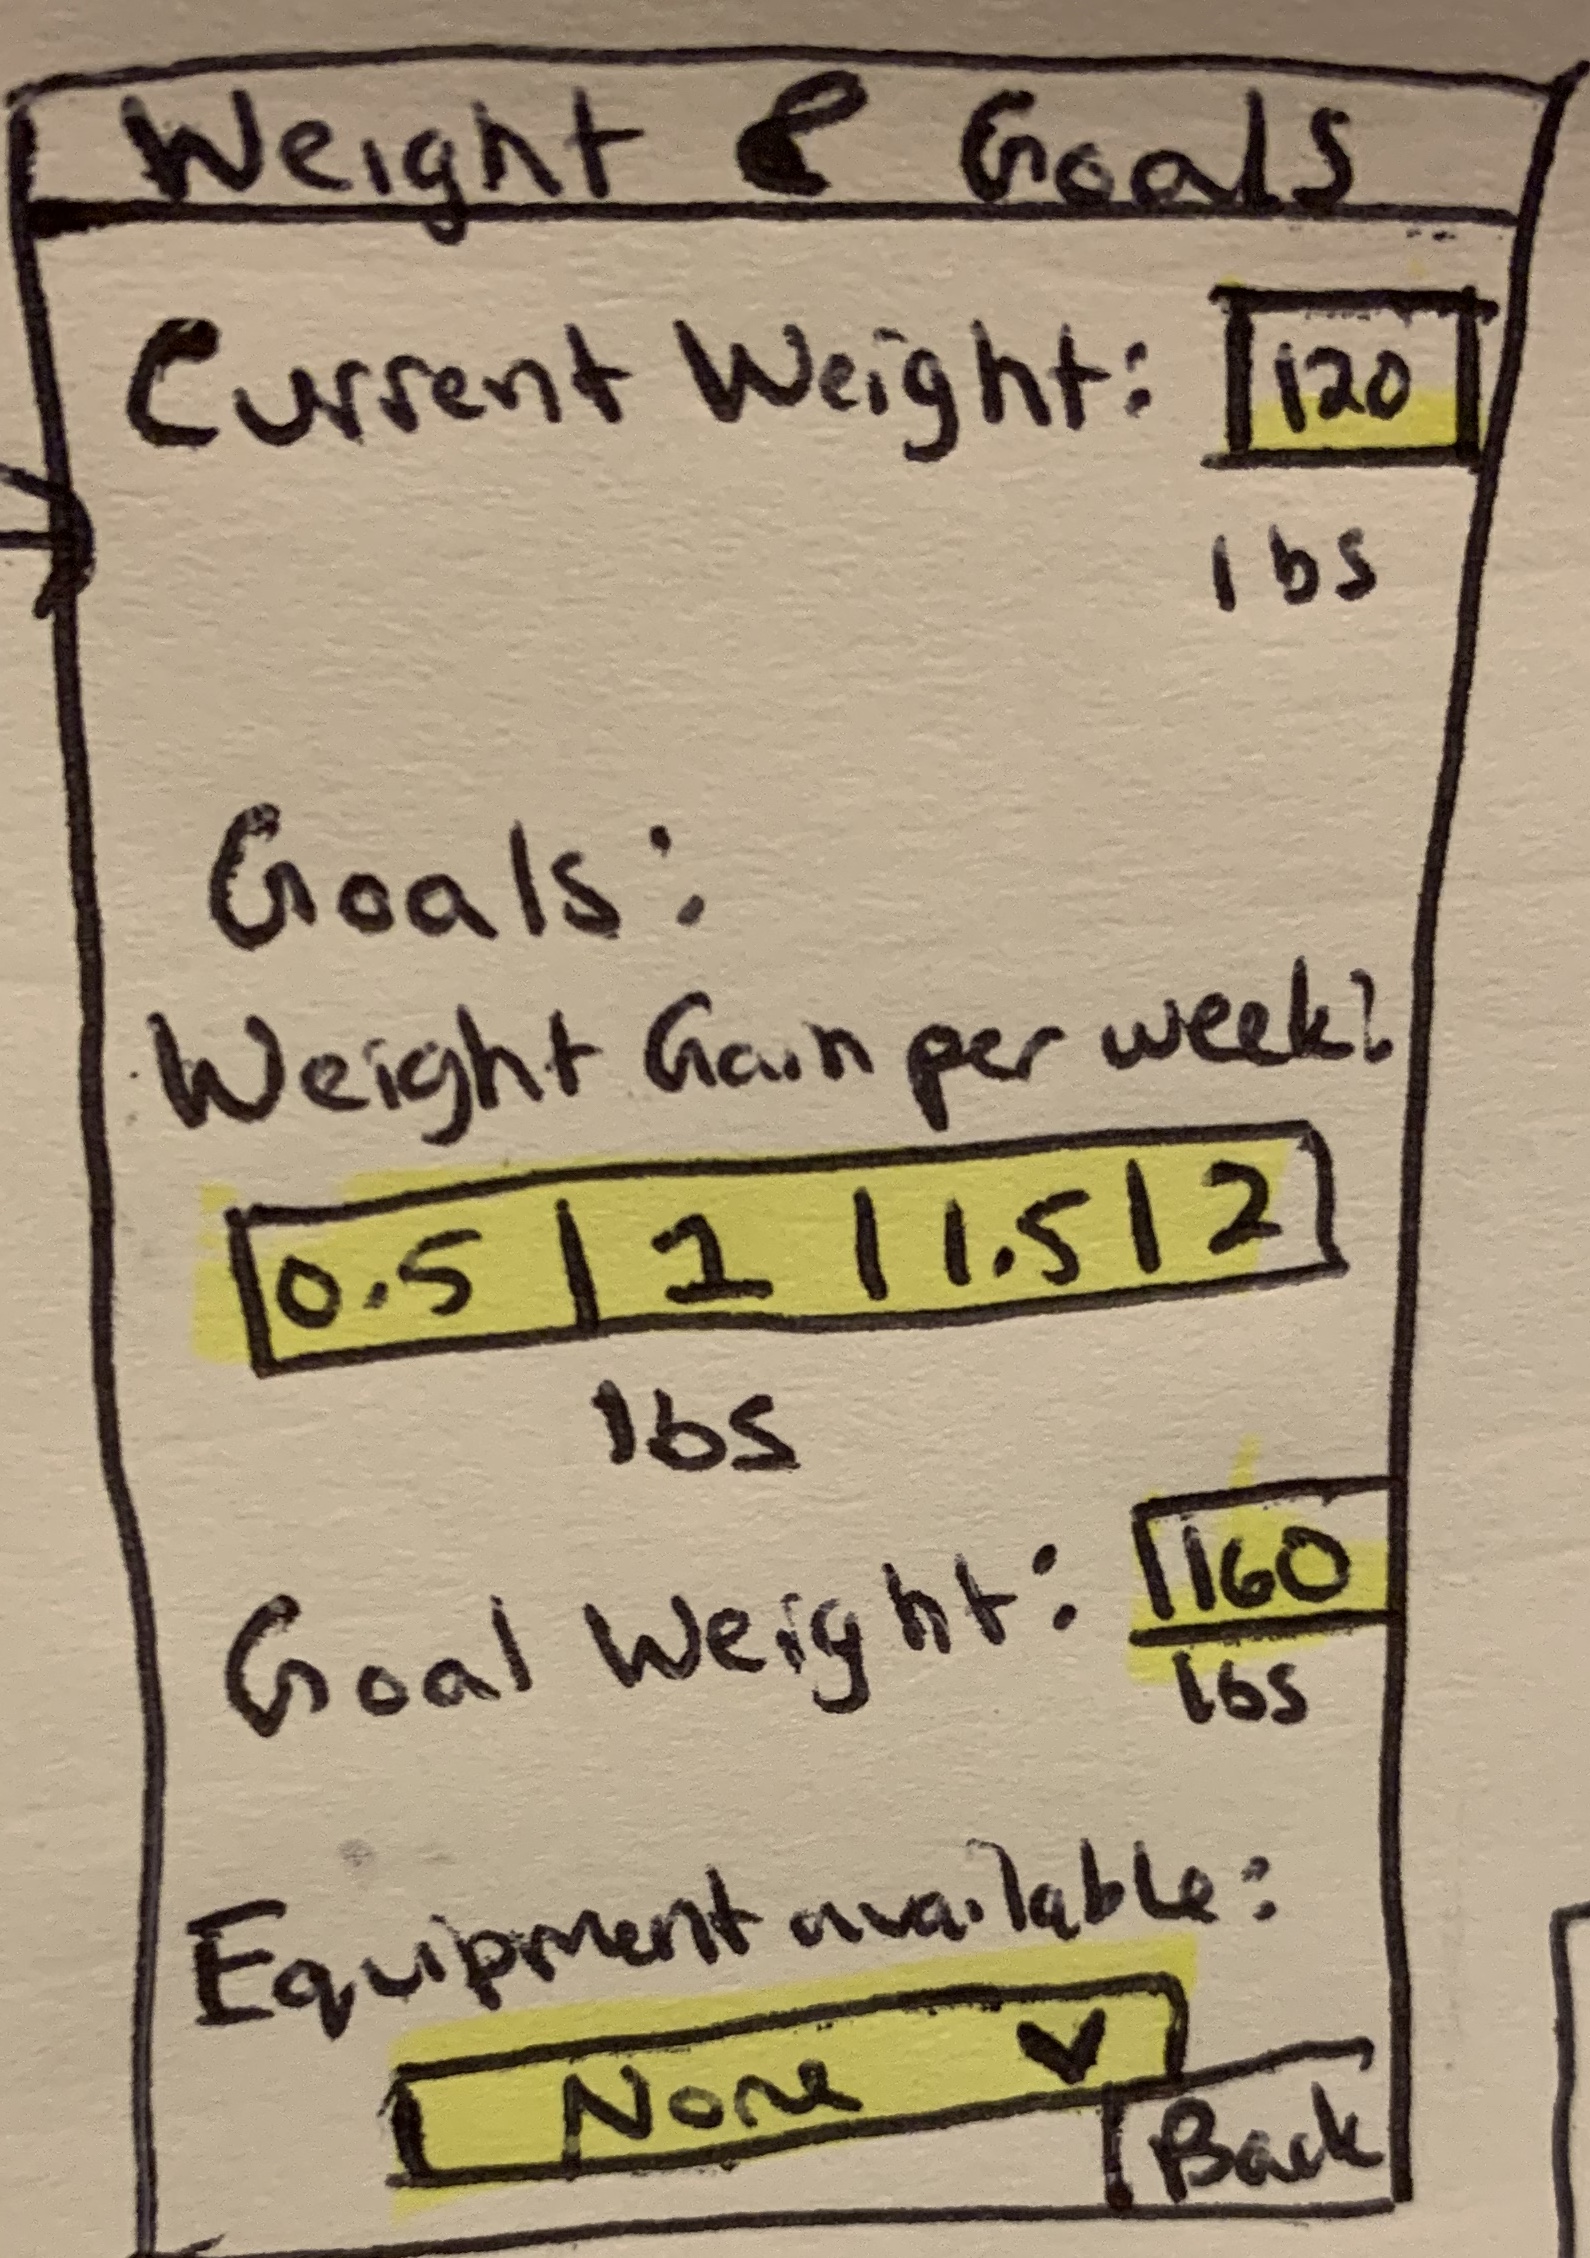 Weight & Goals
Current Weight: 120
lbs
Goals:
Weight Gain per week:
0.5 | 1 | 1.5 | 2
lbs
Goal Weight: 160
lbs
Equipment available:
None
Back